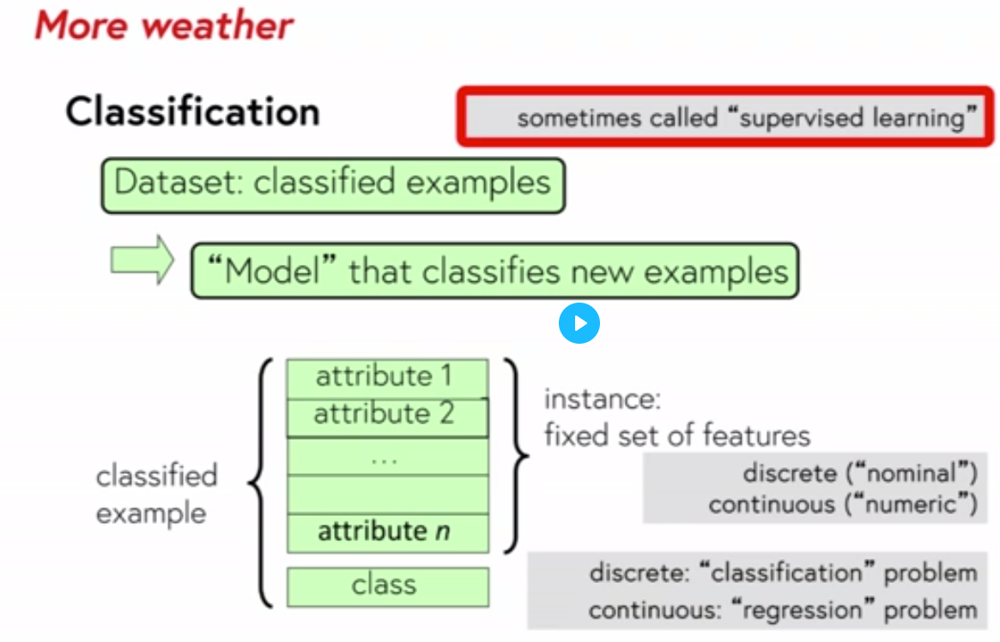 More weather
Classification
sometimes called “supervised learning”
Dataset: classified examples
“Model” that classifies new examples
attribute 1
attribute 2
...
attribute n
class
classified
example
instance:
fixed set of features
discrete (“nominal”)
continuous (“numeric”)
discrete: “classification” problem
continuous: “regression” problem